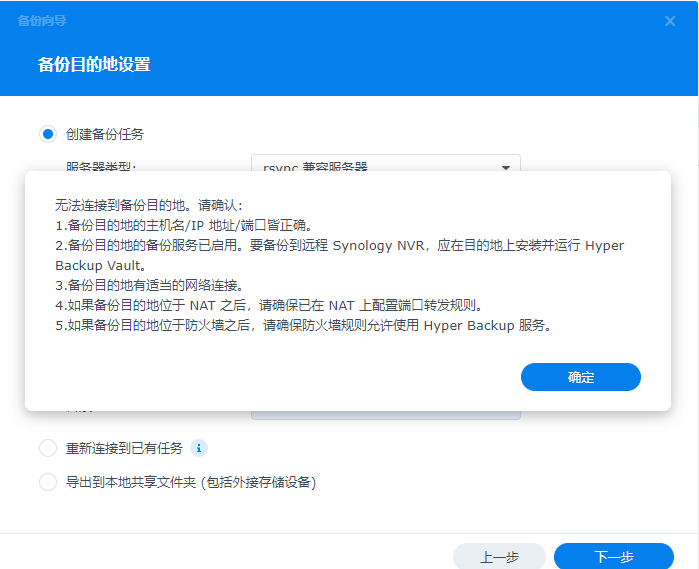 备份向导
备份目的地设置
创建备份任务
服务器类型:
rsync 兼容服务器
无法连接到备份目的地。请确认：
1.备份目的地的主机名/IP 地址/端口皆正确。
2.备份目的地的备份服务已启用。要备份到远程 Synology NVR，应在目的地上安装并运行 Hyper
Backup Vault。
3.备份目的地有适当的网络连接。
4.如果备份目的地位于 NAT 之后，请确保已在 NAT 上配置端口转发规则。
5.如果备份目的地位于防火墙之后，请确保防火墙规则允许使用 Hyper Backup 服务。
确定
重新连接到已有任务
导出到本地共享文件夹 (包括外接存储设备)
上一步
下一步